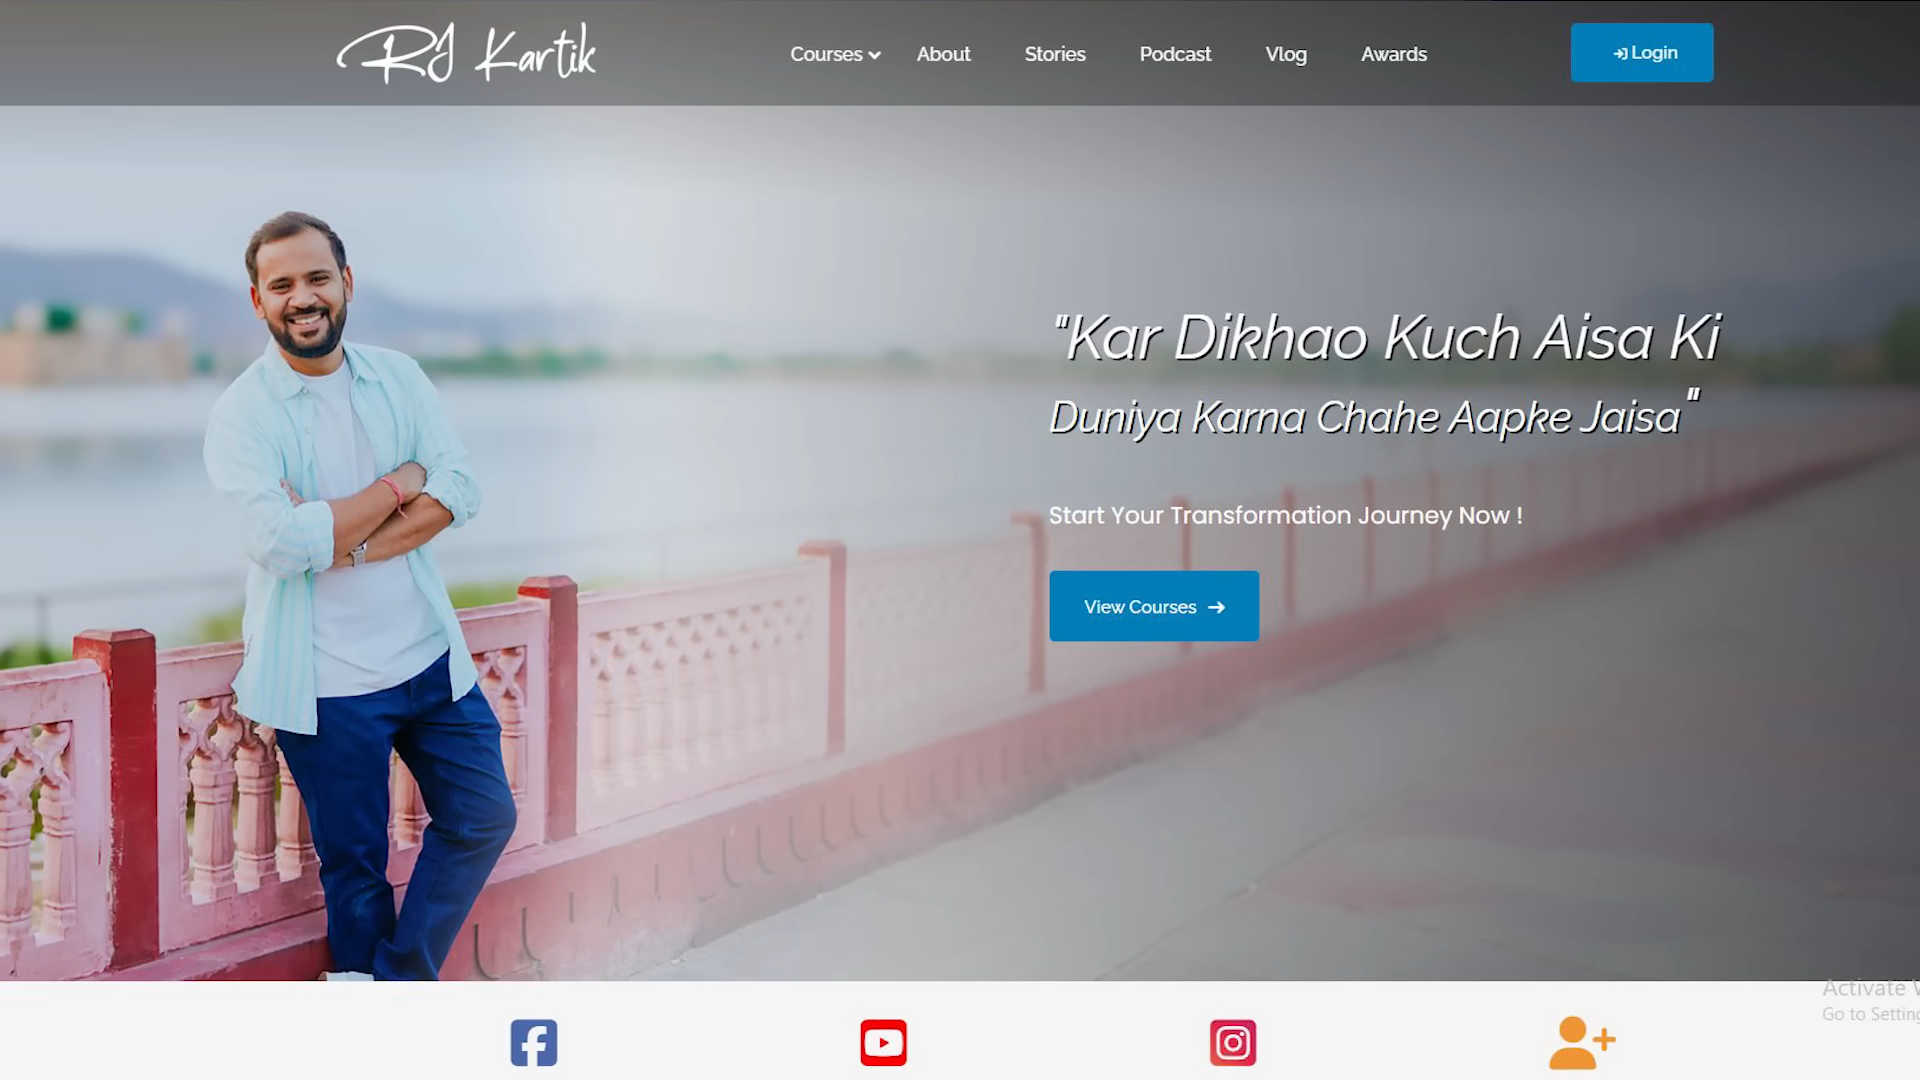 RJ Kartik
Courses
About
Stories
Podcast
Vlog
Awards
Login
"Kar Dikhao Kuch Aisa Ki
Duniya Karna Chahe Aapke Jaisa"
Start Your Transformation Journey Now !
View Courses
Activate
Go to Setting